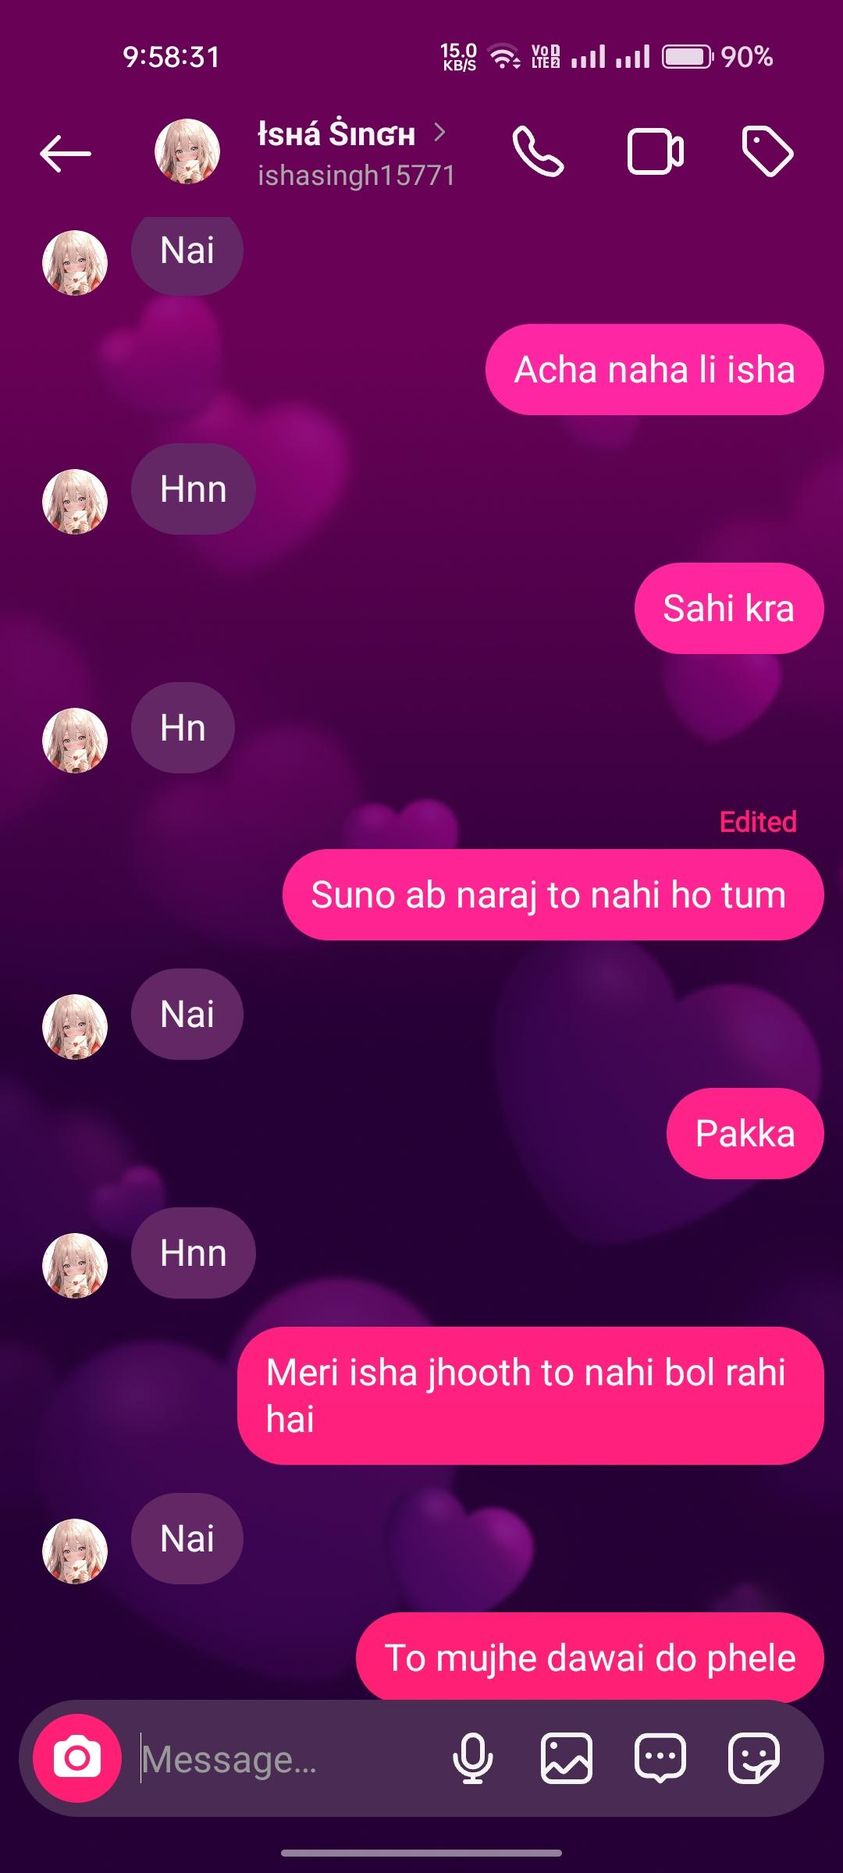 9:58:31
15.0
KB/S
Vo
LTE2
90%
łsнá Ṡıngн
ishasingh15771
Nai
Acha naha li isha
Hnn
Sahi kra
Hn
Edited
Suno ab naraj to nahi ho tum
Nai
Pakka
Hnn
Meri isha jhooth to nahi bol rahi
hai
Nai
To mujhe dawai do phele
Message...